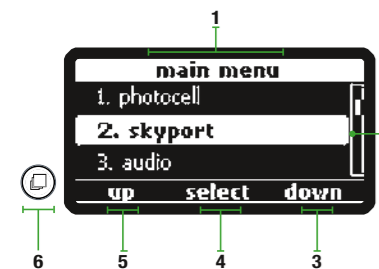 1
main menu
1. photocell
2. skyport
3. audio
up select down
6 5 4 3